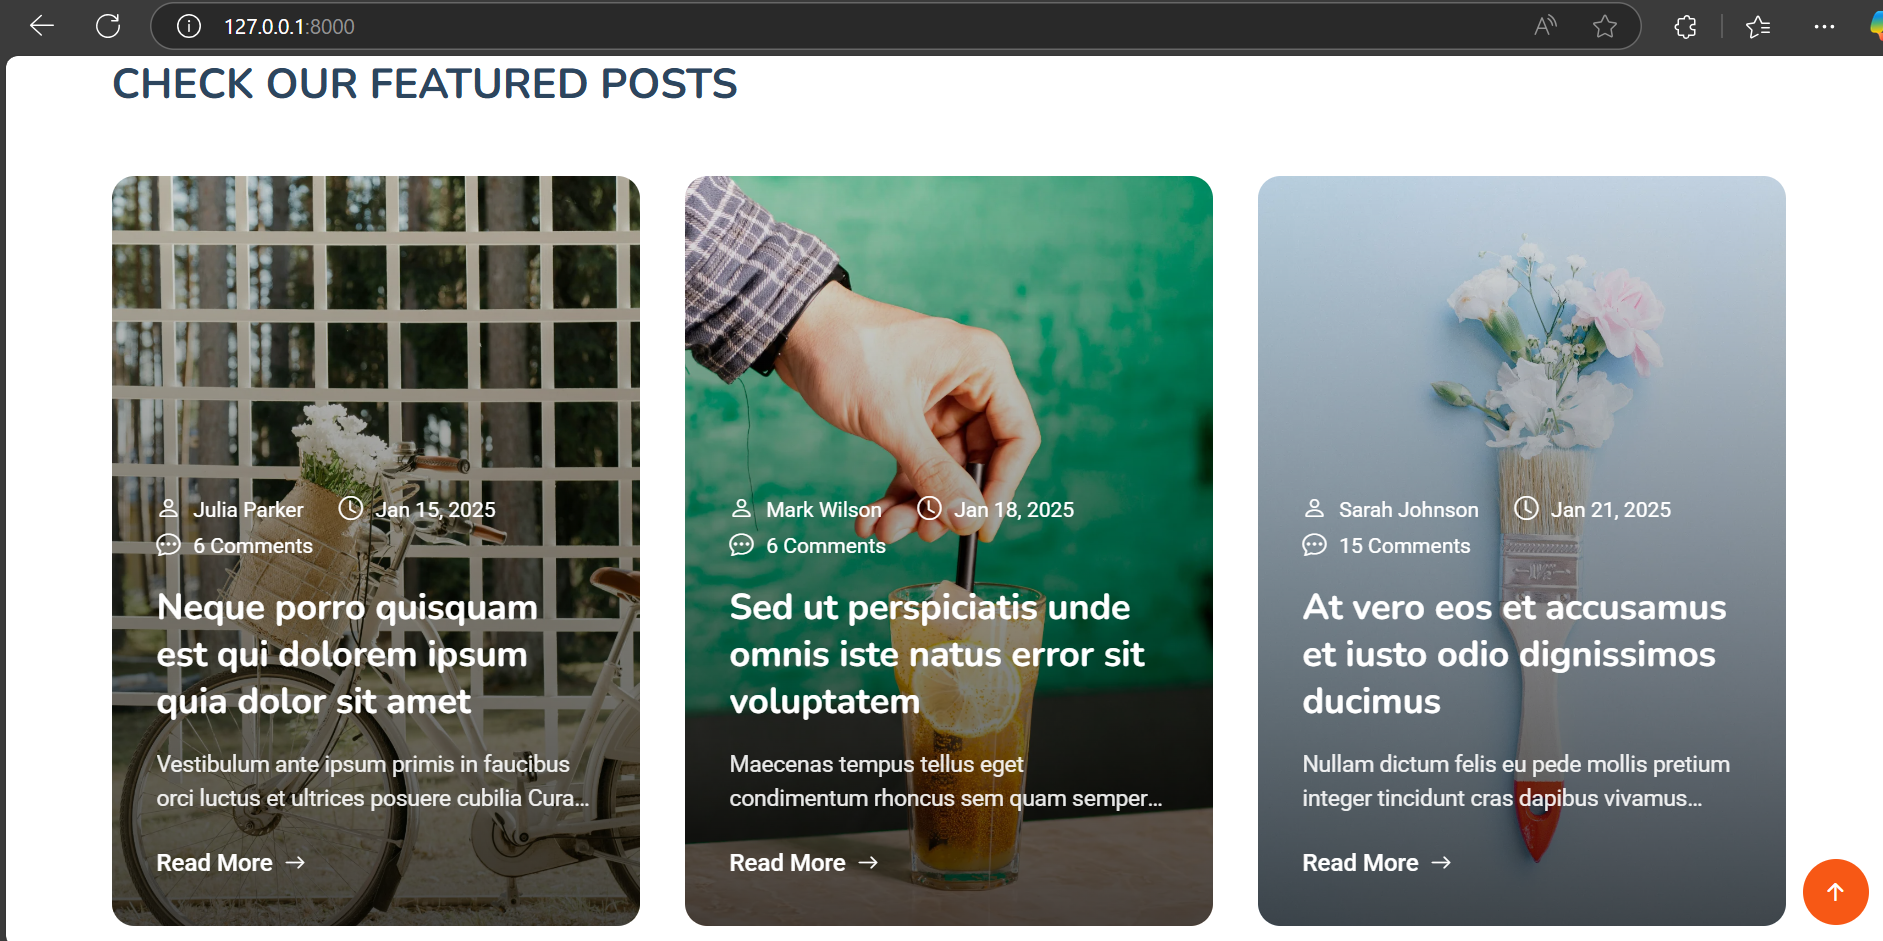 127.0.0.1:8000
CHECK OUR FEATURED POSTS
Julia Parker Jan 15, 2025
6 Comments
Neque porro quisquam
est qui dolorem ipsum
quia dolor sit amet
Vestibulum ante ipsum primis in faucibus
orci luctus et ultrices posuere cubilia Cura...
Read More →
Mark Wilson Jan 18, 2025
6 Comments
Sed ut perspiciatis unde
omnis iste natus error sit
voluptatem
Maecenas tempus tellus eget
condimentum rhoncus sem quam semper...
Read More →
Sarah Johnson Jan 21, 2025
15 Comments
At vero eos et accusamus
et iusto odio dignissimos
ducimus
Nullam dictum felis eu pede mollis pretium
integer tincidunt cras dapibus vivamus...
Read More →